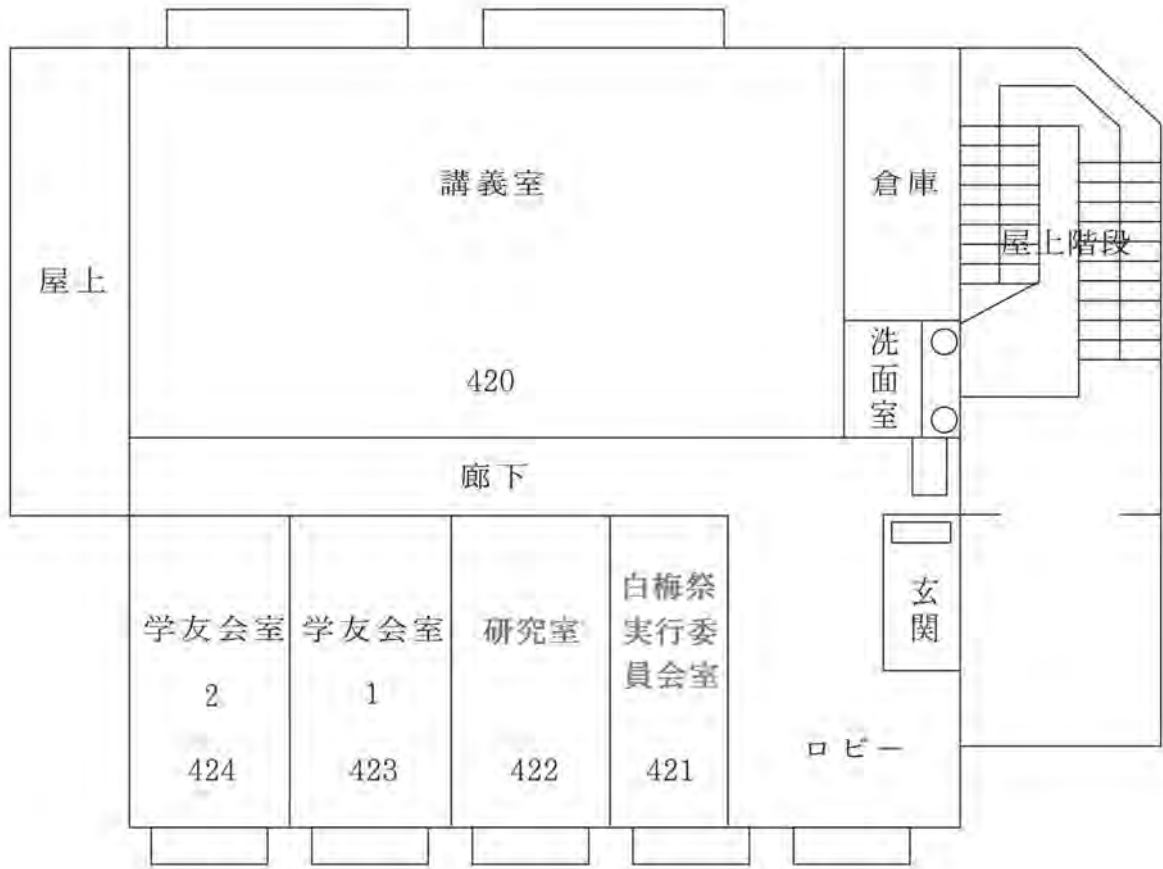 講義室
倉庫
屋上階段
屋上
洗面室
420
廊下
学友会室
2
424
学友会室
1
423
研究室
422
白梅祭
実行委
員会室
421
玄関
ロビー